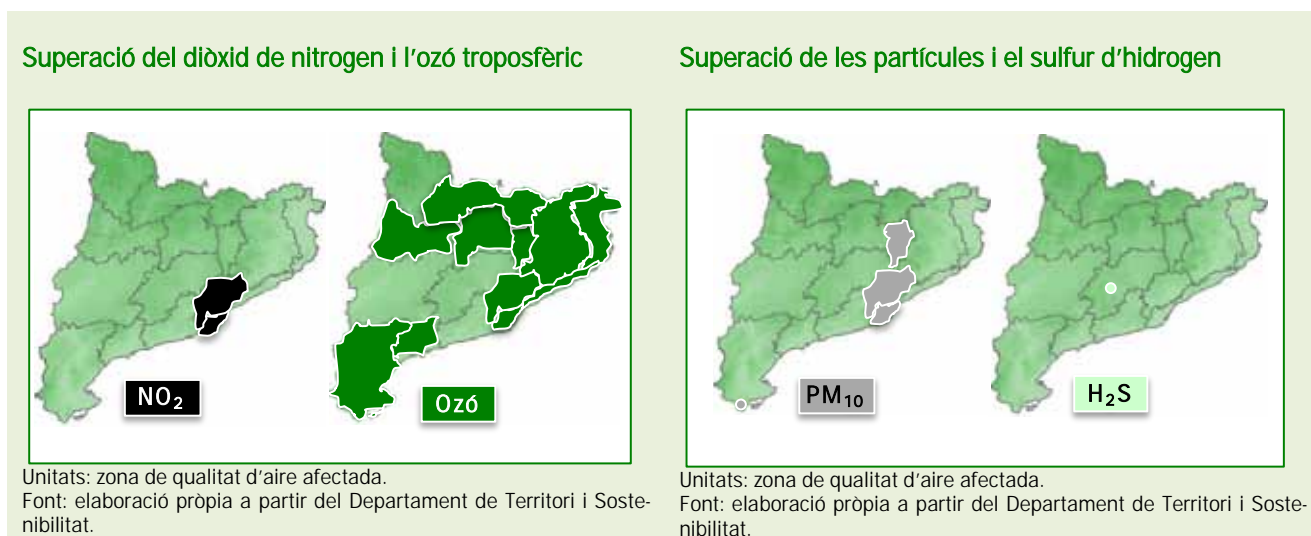 Superació del diòxid de nitrogen i l'ozó troposfèric
NO₂
Ozó
Unitats: zona de qualitat d'aire afectada.
Font: elaboració pròpia a partir del Departament de Territori i Soste-
nibilitat.
Superació de les partícules i el sulfur d'hidrogen
PM₁₀
H₂S
Unitats: zona de qualitat d'aire afectada.
Font: elaboració pròpia a partir del Departament de Territori i Soste-
nibilitat.